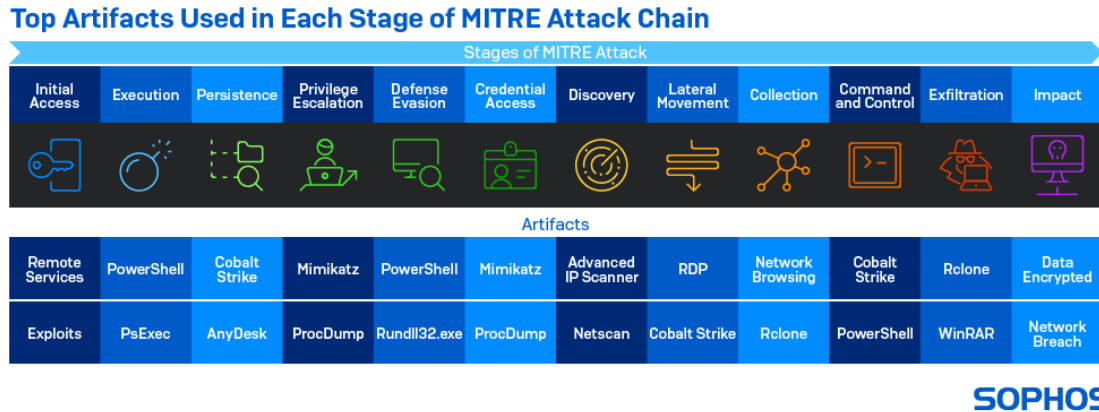 Top Artifacts Used in Each Stage of MITRE Attack Chain
Stages of MITRE Attack
Initial Access
Execution
Persistence
Privilege Escalation
Defense Evasion
Credential Access
Discovery
Lateral Movement
Collection
Command and Control
Exfiltration
Impact
Artifacts
Remote Services
PowerShell
Cobalt Strike
Mimikatz
PowerShell
Mimikatz
Advanced IP Scanner
RDP
Network Browsing
Cobalt Strike
Rclone
Data Encrypted
Exploits
PsExec
AnyDesk
ProcDump
Rundll32.exe
ProcDump
Netscan
Cobalt Strike
Rclone
PowerShell
WinRAR
Network Breach
SOPHOS